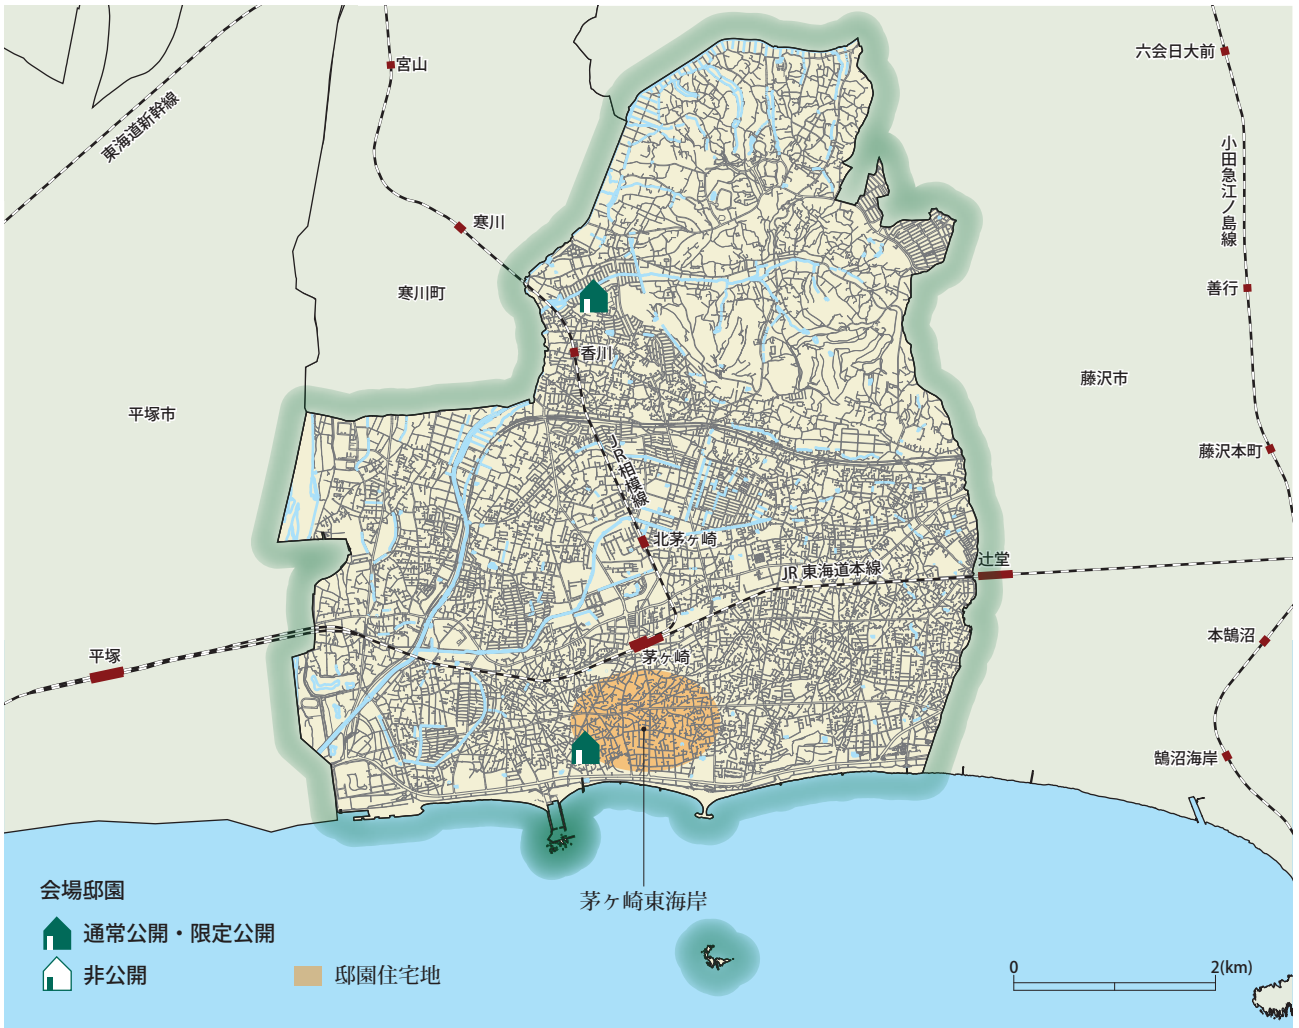 六会日大前
宮山
東海道新幹線
小田急江ノ島線
寒川
善行
寒川町
香川
藤沢市
平塚市
JR相模線
藤沢本町
北茅ヶ崎
辻堂
JR 東海道本線
本鵠沼
平塚
茅ヶ崎
鵠沼海岸
茅ヶ崎東海岸
会場邸園
通常公開・限定公開
非公開
邸園住宅地
0 2(km)